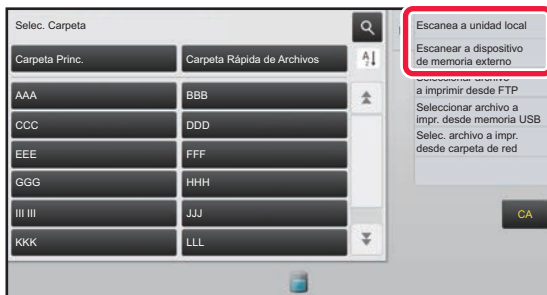 Selec. Carpeta
Carpeta Princ.
Carpeta Rápida de Archivos
AAA
BBB
CCC
DDD
EEE
FFF
GGG
HHH
III III
JJJ
KKK
LLL
Escanea a unidad local
Escanear a dispositivo
de memoria externo
Seleccionar archivo
a imprimir desde FTP
Seleccionar archivo a
impr. desde memoria USB
Selec. archivo a impr.
desde carpeta de red
CA